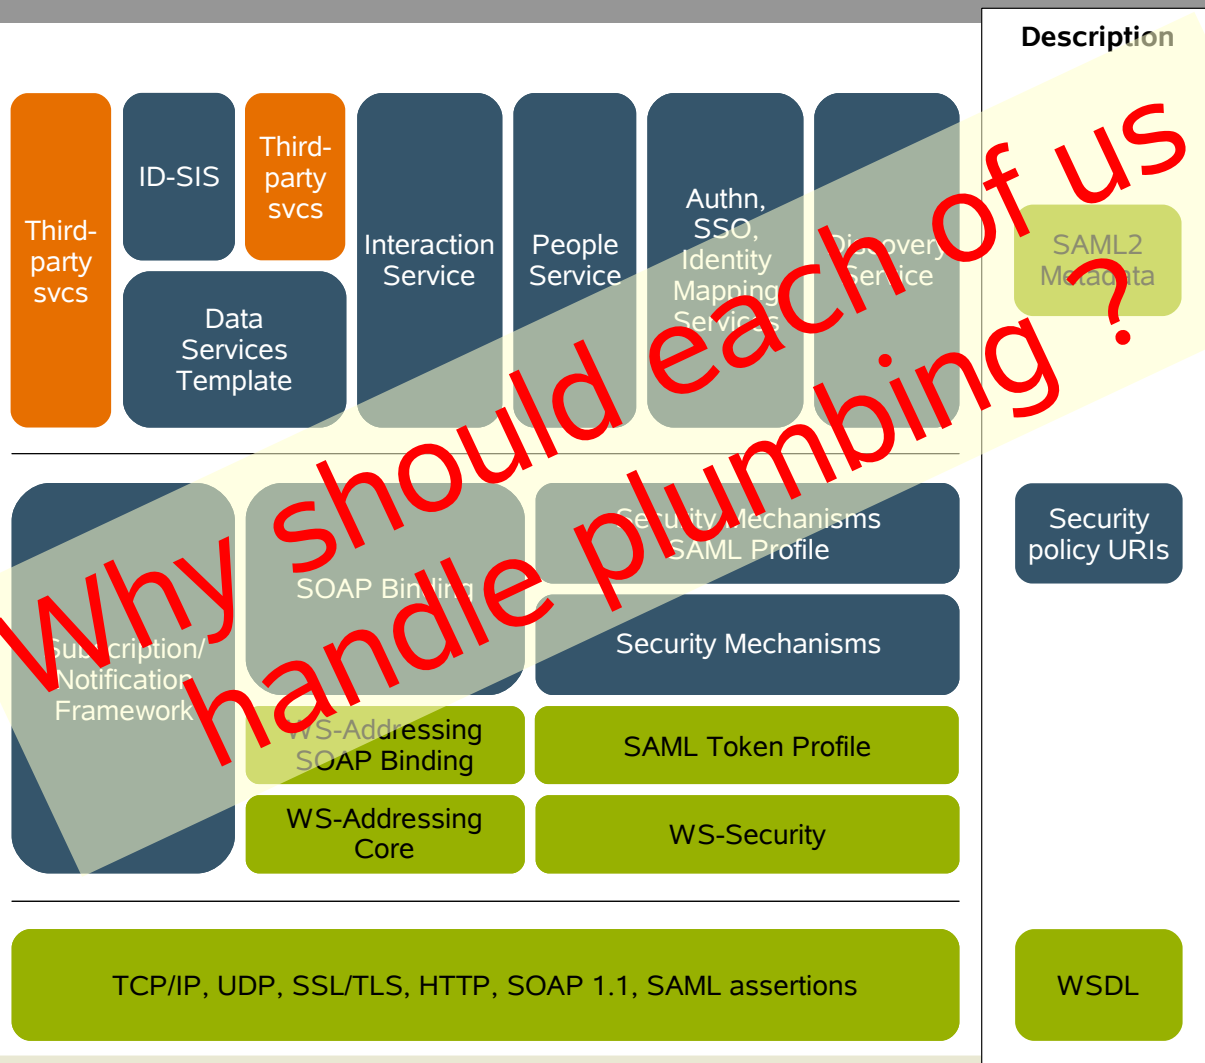 Description
Third-
party
svcs
ID-SIS
Third-
party
svcs
Data
Services
Template
Interaction
Service
People
Service
Authn,
SSO,
Identity
Mapping
Services
Discovery
Service
SAML2
Metadata
Why should each of us
handle plumbing ?
Subscription/
Notification
Framework
SOAP Binding
Security Mechanisms
SAML Profile
Security
policy URIs
Security Mechanisms
WS-Addressing
SOAP Binding
SAML Token Profile
WS-Addressing
Core
WS-Security
TCP/IP, UDP, SSL/TLS, HTTP, SOAP 1.1, SAML assertions
WSDL